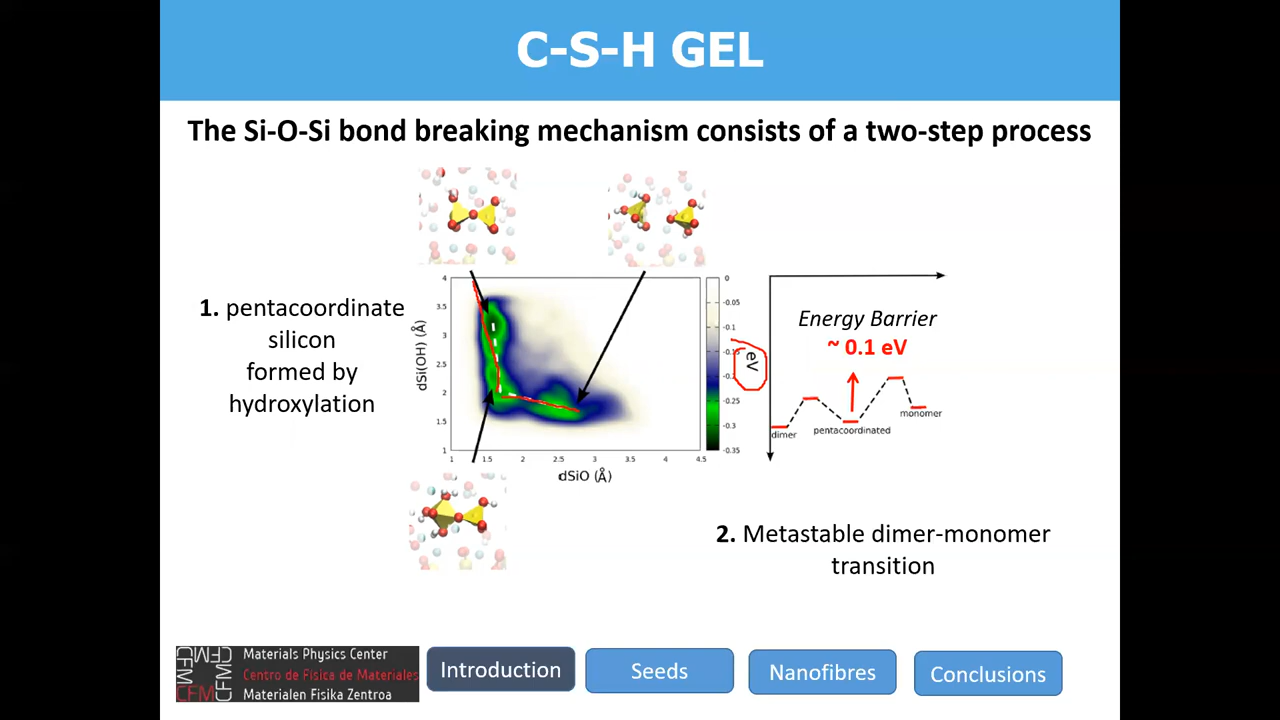 C-S-H GEL
The Si-O-Si bond breaking mechanism consists of a two-step process
1. pentacoordinate
silicon
formed by
hydroxylation
4
3.5
3
2.5
2
1.5
1
dSi(OH) (Å)
1
1.5
2
2.5
3
3.5
4
4.5
dSiO (Å)
0
-0.05
-0.1
-0.15
-0.2
-0.25
-0.3
-0.35
eV
Energy Barrier
~ 0.1 eV
dimer
pentacoordinated
monomer
2. Metastable dimer-monomer
transition
CFM
Materials Physics Center
Centro de Física de Materiales
Materialen Fisika Zentroa
Introduction
Seeds
Nanofibres
Conclusions